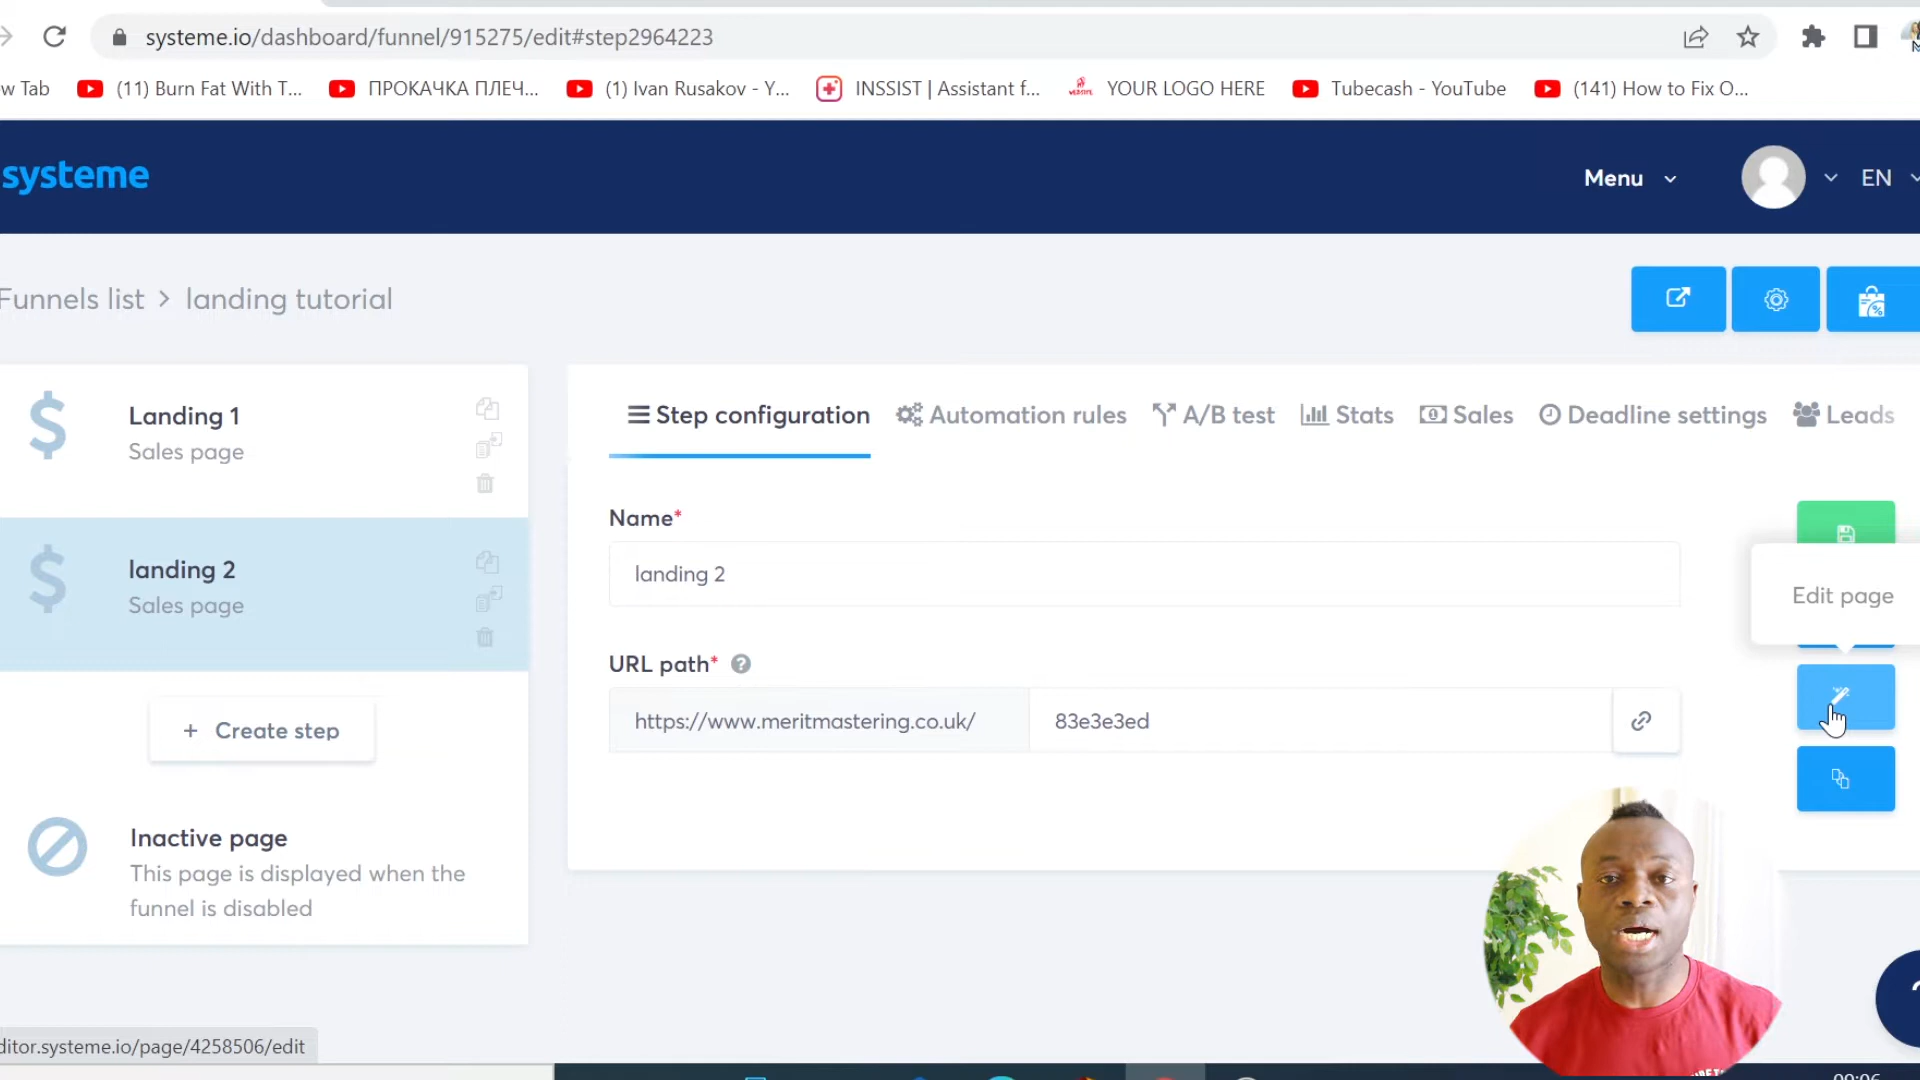 systeme.io/dashboard/funnel/915275/edit#step2964223
w Tab
(11) Burn Fat With T...
ПРОКАЧКА ПЛЕЧ...
(1) Ivan Rusakov - Y...
INSSIST | Assistant f...
YOUR LOGO HERE
Tubecash - YouTube
(141) How to Fix O...
systeme
Menu
EN
Funnels list > landing tutorial
Landing 1
Sales page
landing 2
Sales page
+ Create step
Inactive page
This page is displayed when the
funnel is disabled
Step configuration
Automation rules
A/B test
Stats
Sales
Deadline settings
Leads
Name*
landing 2
URL path* ?
https://www.meritmastering.co.uk/
83e3e3ed
Edit page
ditor.systeme.io/page/4258506/edit